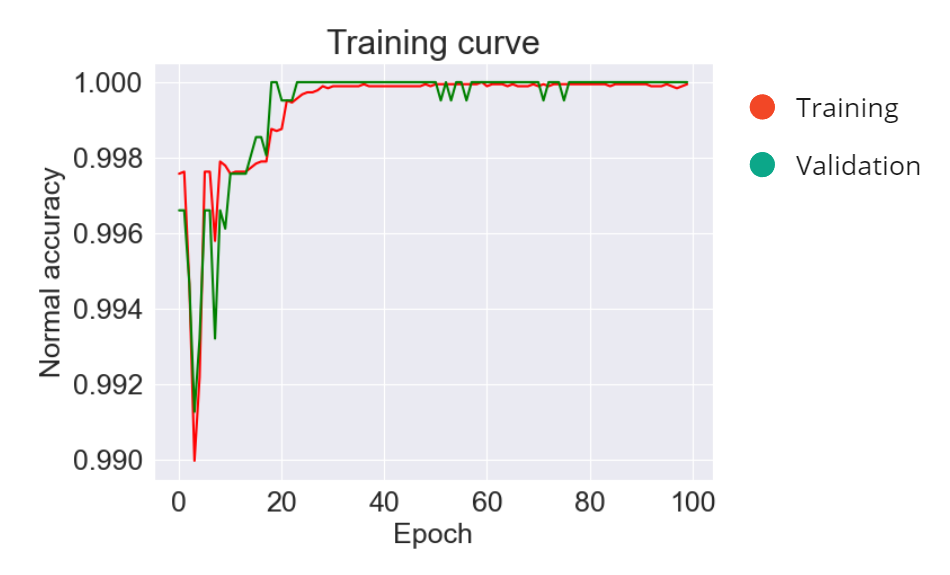 Training curve
1.000
0.998
0.996
0.994
0.992
0.990
Normal accuracy
0 20 40 60 80 100
Epoch
Training
Validation